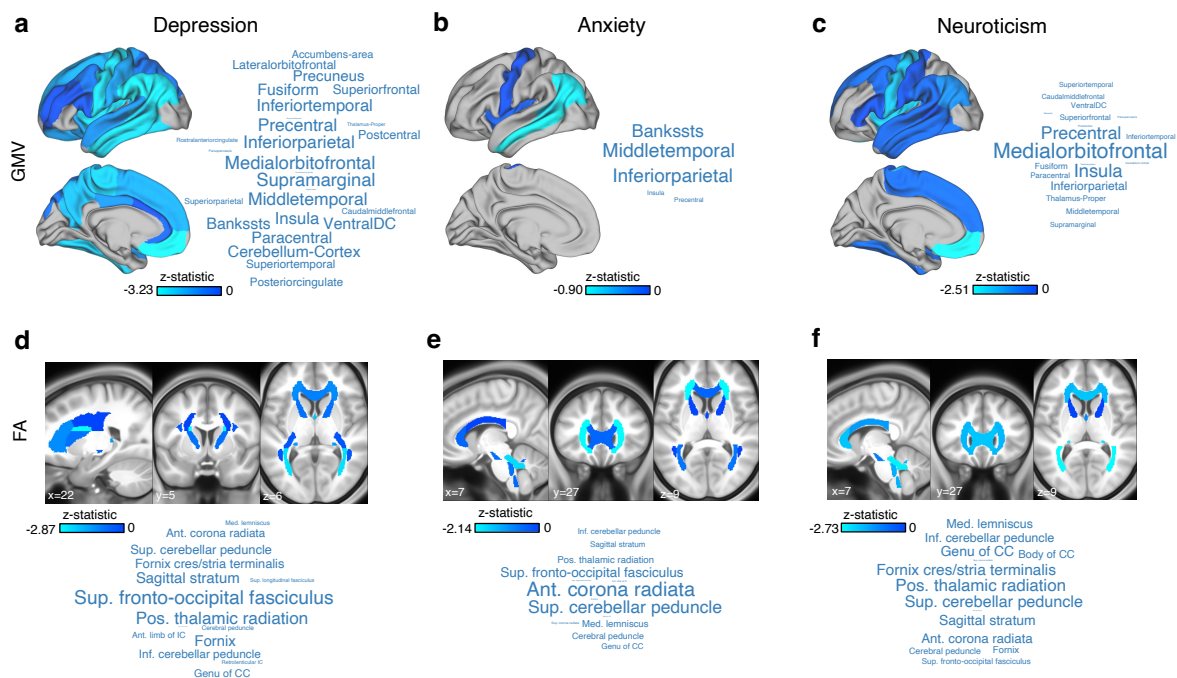 a Depression
b Anxiety
c Neuroticism
GMV
Accumbens-area
Lateralorbitofrontal
Precuneus
Fusiform Superiorfrontal
Inferiortemporal
Precentral Thalamus-Proper
Postcentral
Rostralanteriorcingulate
Inferiorparietal
Medialorbitofrontal
Supramarginal
Superiorparietal Middletemporal
Caudalmiddlefrontal
Bankssts Insula VentralDC
Paracentral
Cerebellum-Cortex
Superiortemporal
Posteriorcingulate
z-statistic
-3.23 0
Bankssts
Middletemporal
Inferiorparietal
Insula
Precentral
z-statistic
-0.90 0
Superiortemporal
Caudalmiddlefrontal
VentralDC
Superiorfrontal
Precentral Inferiortemporal
Medialorbitofrontal
Fusiform Insula
Paracentral
Inferiorparietal
Thalamus-Proper
Middletemporal
Supramarginal
z-statistic
-2.51 0
d
e
f
FA
x=22 y=5 z=6
z-statistic
-2.87 0
Med. lemniscus
Ant. corona radiata
Sup. cerebellar peduncle
Fornix cres/stria terminalis
Sagittal stratum Sup. longitudinal fasciculus
Sup. fronto-occipital fasciculus
Pos. thalamic radiation
Cerebral peduncle
Ant. limb of IC
Fornix
Inf. cerebellar peduncle
Retrolenticular IC
Genu of CC
x=7 y=27 z=9
z-statistic
-2.14 0
Inf. cerebellar peduncle
Sagittal stratum
Pos. thalamic radiation
Sup. fronto-occipital fasciculus
Ant. corona radiata
Sup. cerebellar peduncle
Med. lemniscus
Cerebral peduncle
Genu of CC
x=7 y=27 z=9
z-statistic
-2.73 0
Med. lemniscus
Inf. cerebellar peduncle
Genu of CC Body of CC
Fornix cres/stria terminalis
Pos. thalamic radiation
Sup. cerebellar peduncle
Sagittal stratum
Ant. corona radiata
Cerebral peduncle Fornix
Sup. fronto-occipital fasciculus